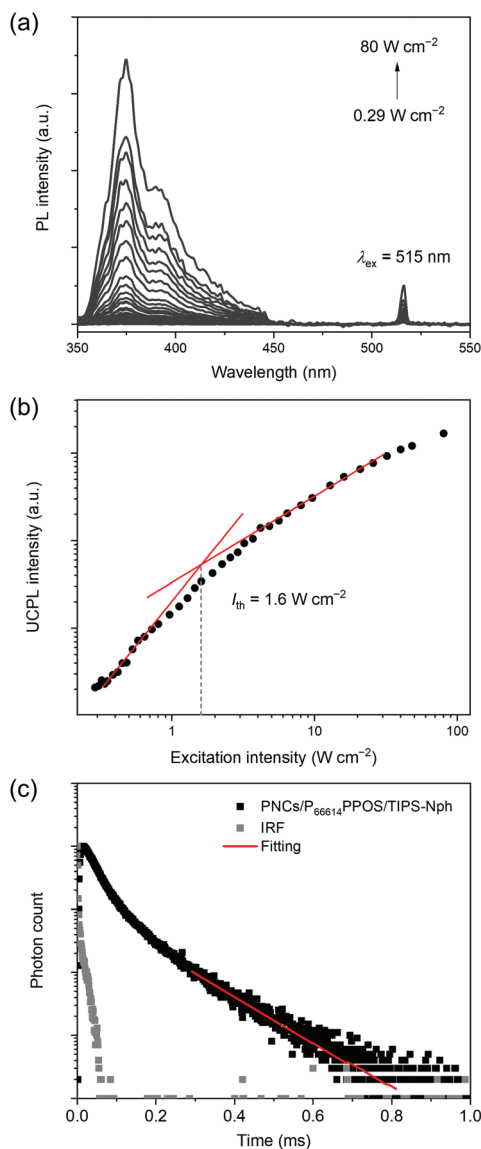 (a)
80 W cm⁻²
0.29 W cm⁻²
λex = 515 nm
PL intensity (a.u.)
350 400 450 500 550
Wavelength (nm)
(b)
Ith = 1.6 W cm⁻²
UCPL intensity (a.u.)
1 10 100
Excitation intensity (W cm⁻²)
(c)
PNCs/P₆₆₆₁₄PPOS/TIPS-Nph
IRF
Fitting
Photon count
0.0 0.2 0.4 0.6 0.8 1.0
Time (ms)